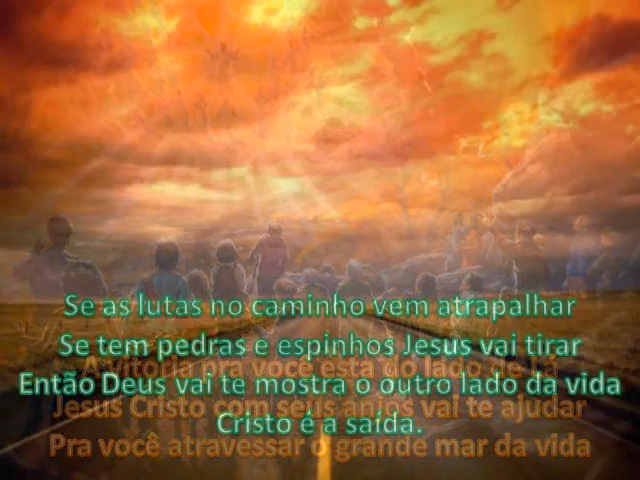 Se as lutas no caminho vem atrapalhar
Se tem pedras e espinhos Jesus vai tirar
A vitória pra você está do lado de lá
Então Deus vai te mostra o outro lado da vida
Jesus Cristo com seus anjos vai te ajudar
Cristo é a saída.
Pra você atravessar o grande mar da vida